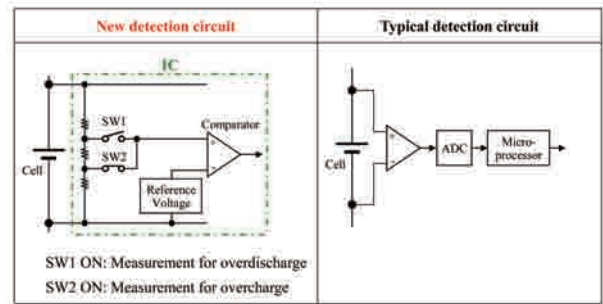 New detection circuit
Typical detection circuit
IC
SW1
SW2
Cell
Comparator
+
-
Reference
Voltage
SW1 ON: Measurement for overdischarge
SW2 ON: Measurement for overcharge
Cell
+
-
ADC
Micro-
processor